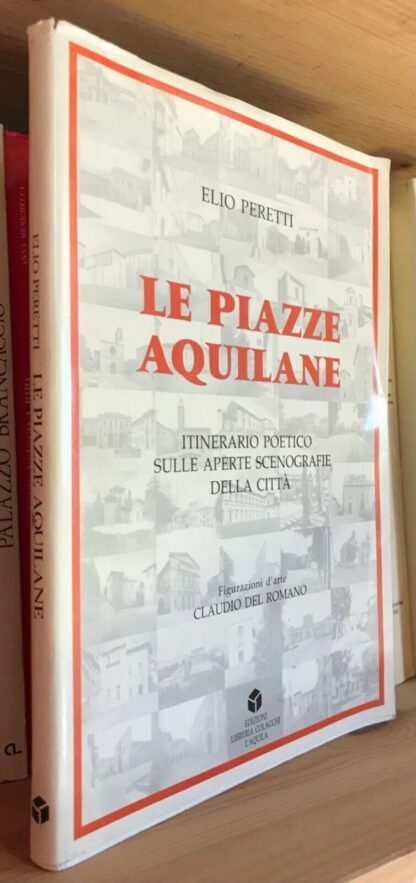 ELIO PERETTI
LE PIAZZE
AQUILANE
ITINERARIO POETICO
SULLE APERTE SCENOGRAFIE
DELLA CITTÀ
Figurazioni d'arte
CLAUDIO DEL ROMANO
EDIZIONI
LIBRERIA COLACCHI
L'AQUILA
ELIO PERETTI LE PIAZZE AQUILANE
PALAZZO BRANCACCIO